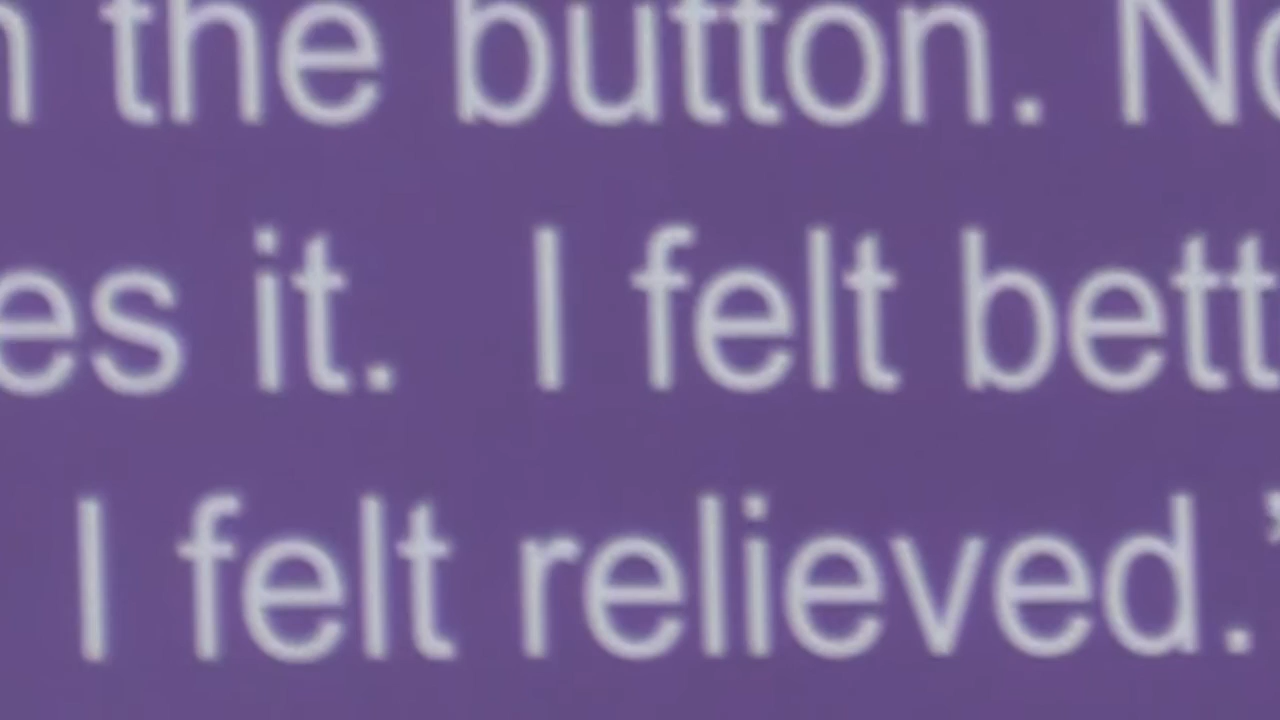 the button.
it. I felt
I felt relieved.”